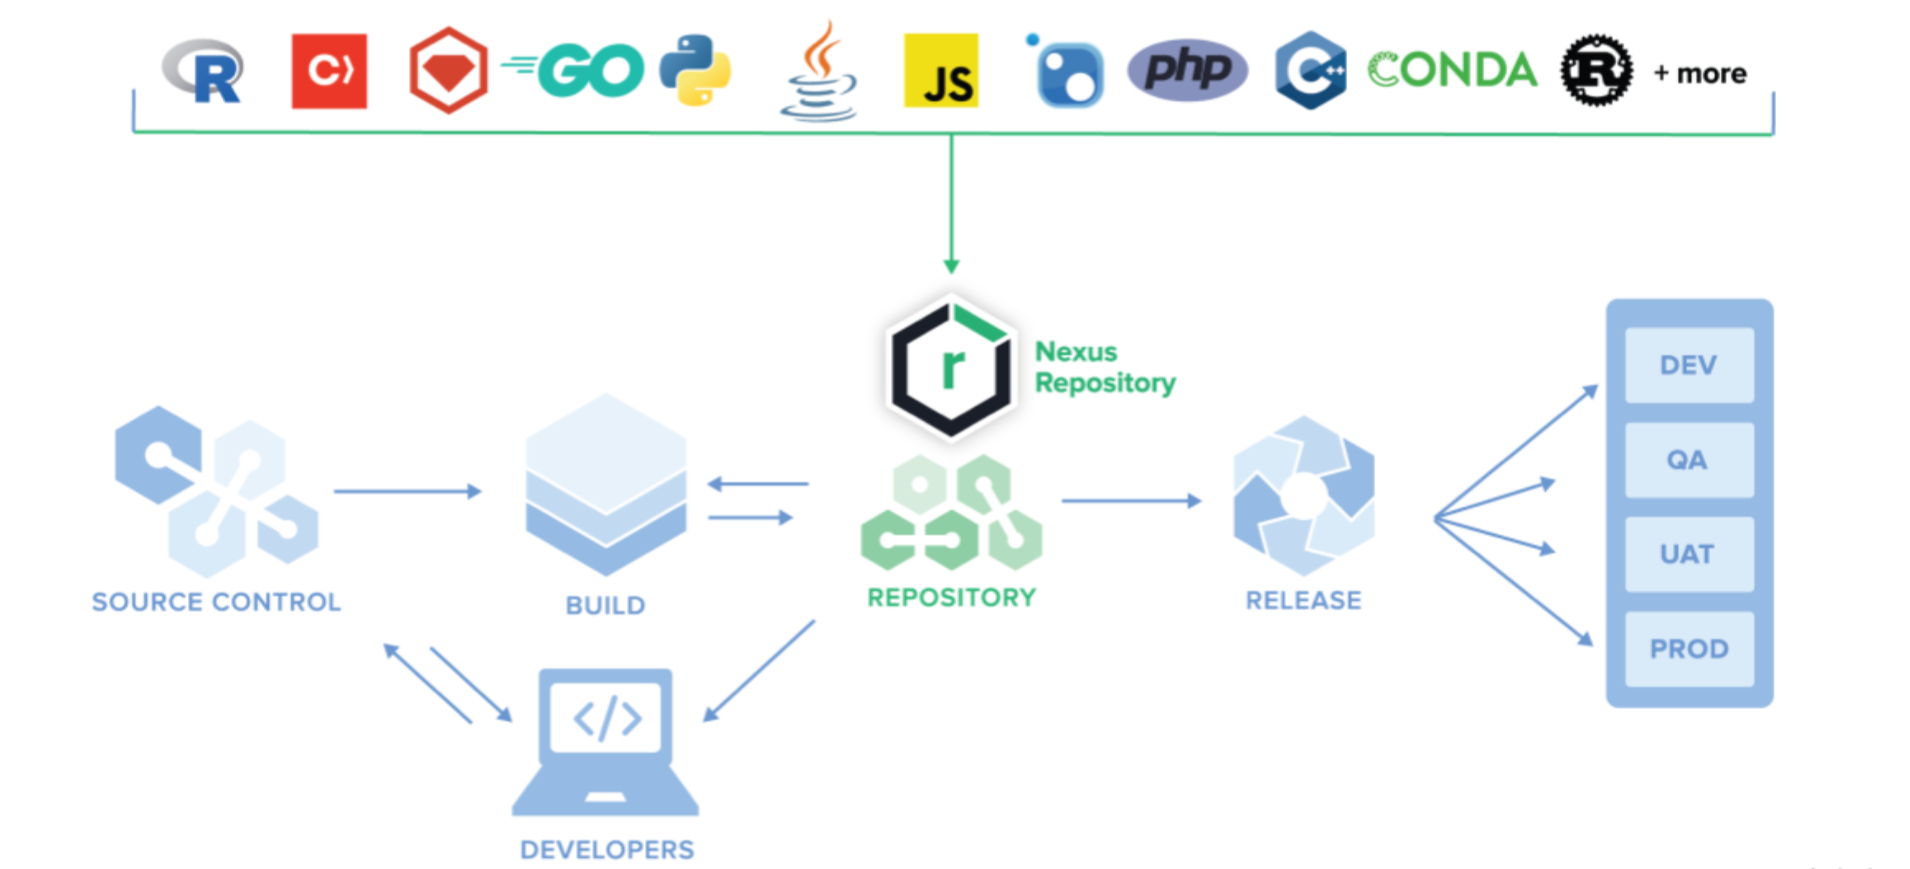 R
C
GO
JS
php
C++
CONDA
R
+ more
r
Nexus
Repository
SOURCE CONTROL
BUILD
REPOSITORY
RELEASE
DEV
QA
UAT
PROD
</>
DEVELOPERS